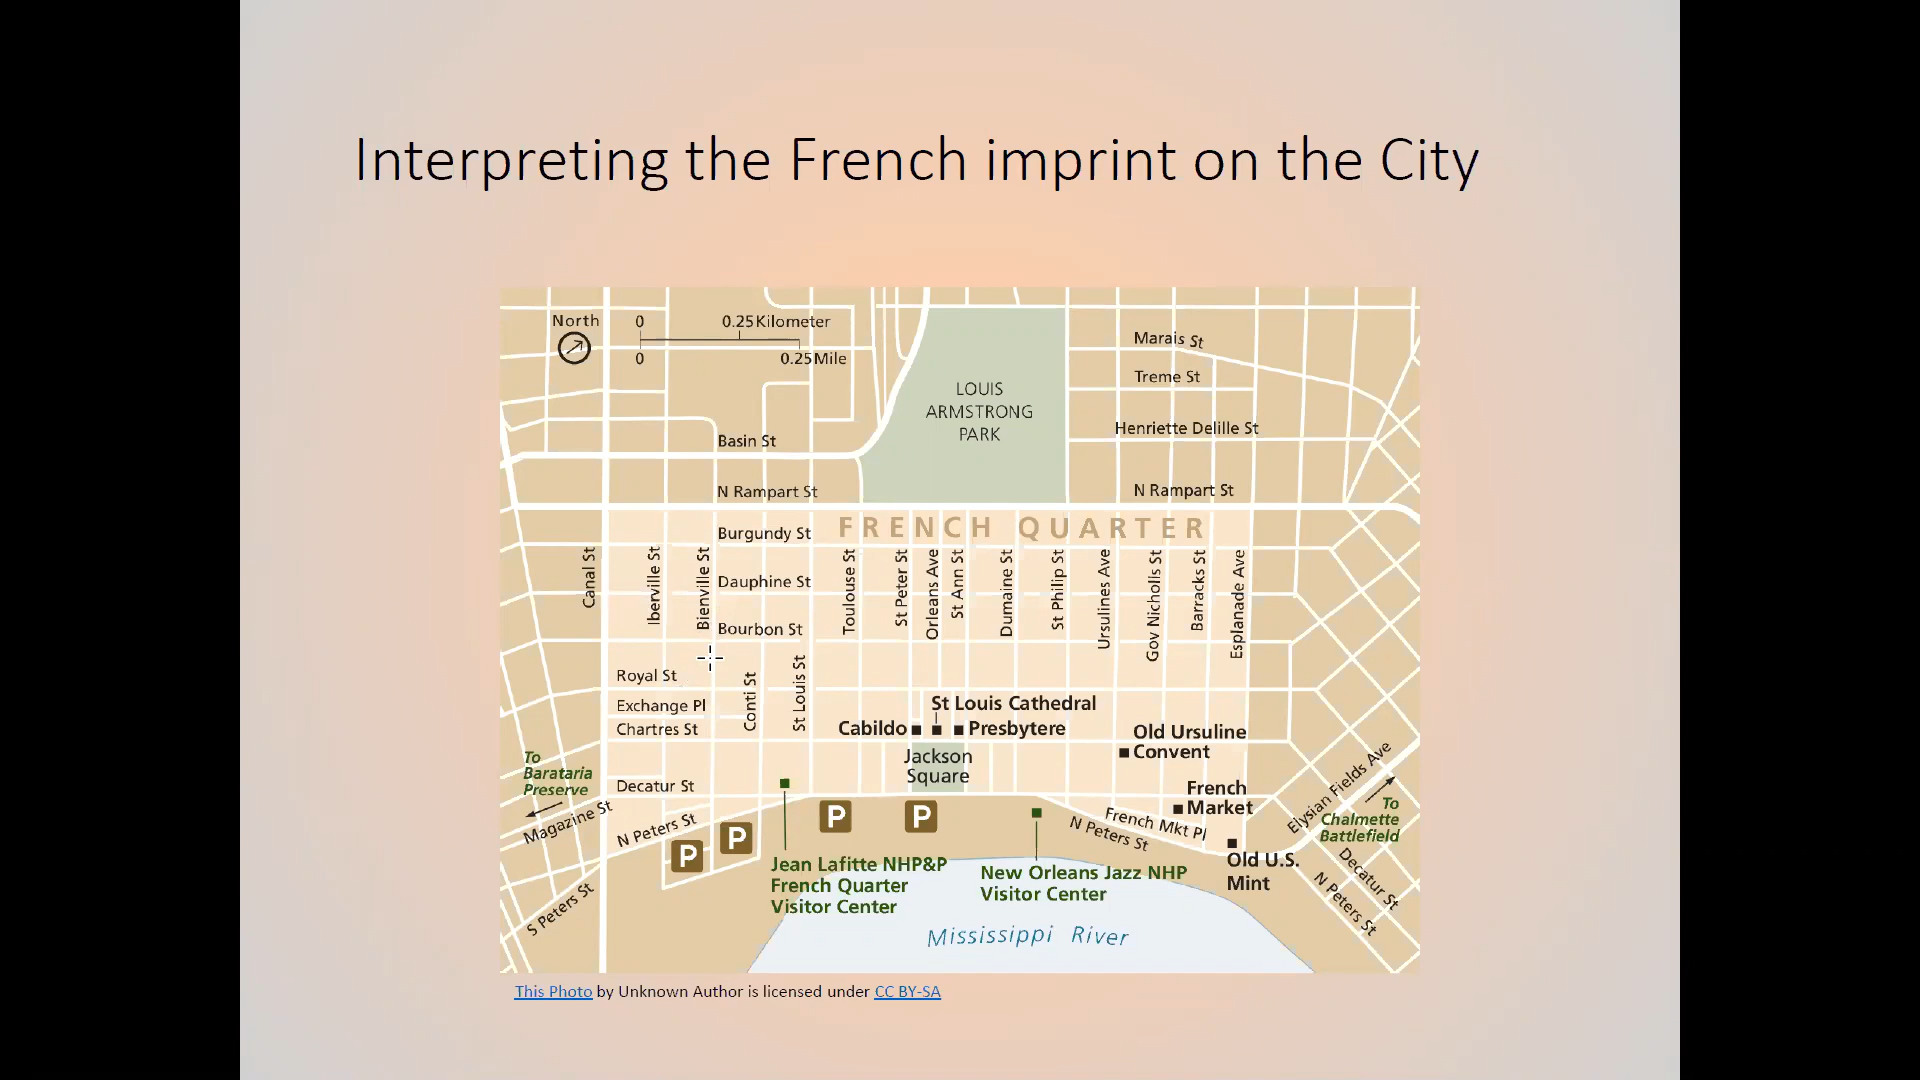 Interpreting the French imprint on the City
North
0
0.25 Kilometer
0
0.25 Mile
LOUIS
ARMSTRONG
PARK
Marais St
Treme St
Henriette Delille St
Basin St
N Rampart St
N Rampart St
FRENCH QUARTER
Burgundy St
Dauphine St
Bourbon St
Canal St
Iberville St
Bienville St
Toulouse St
St Peter St
Orleans Ave
St Ann St
Dumaine St
St Philip St
Ursulines Ave
Gov Nicholls St
Barracks St
Esplanade Ave
Royal St
Exchange Pl
Chartres St
Conti St
St Louis St
St Louis Cathedral
Cabildo
Presbytere
Jackson
Square
Old Ursuline
Convent
To
Barataria
Preserve
Decatur St
French
Market
Elysian Fields Ave
To
Chalmette
Battlefield
Magazine St
N Peters St
P
P
P
P
N Peters St
French Mkt Pl
Old U.S.
Mint
Decatur St
N Peters St
Jean Lafitte NHP&P
French Quarter
Visitor Center
New Orleans Jazz NHP
Visitor Center
S Peters St
Mississippi River
This Photo by Unknown Author is licensed under CC BY-SA